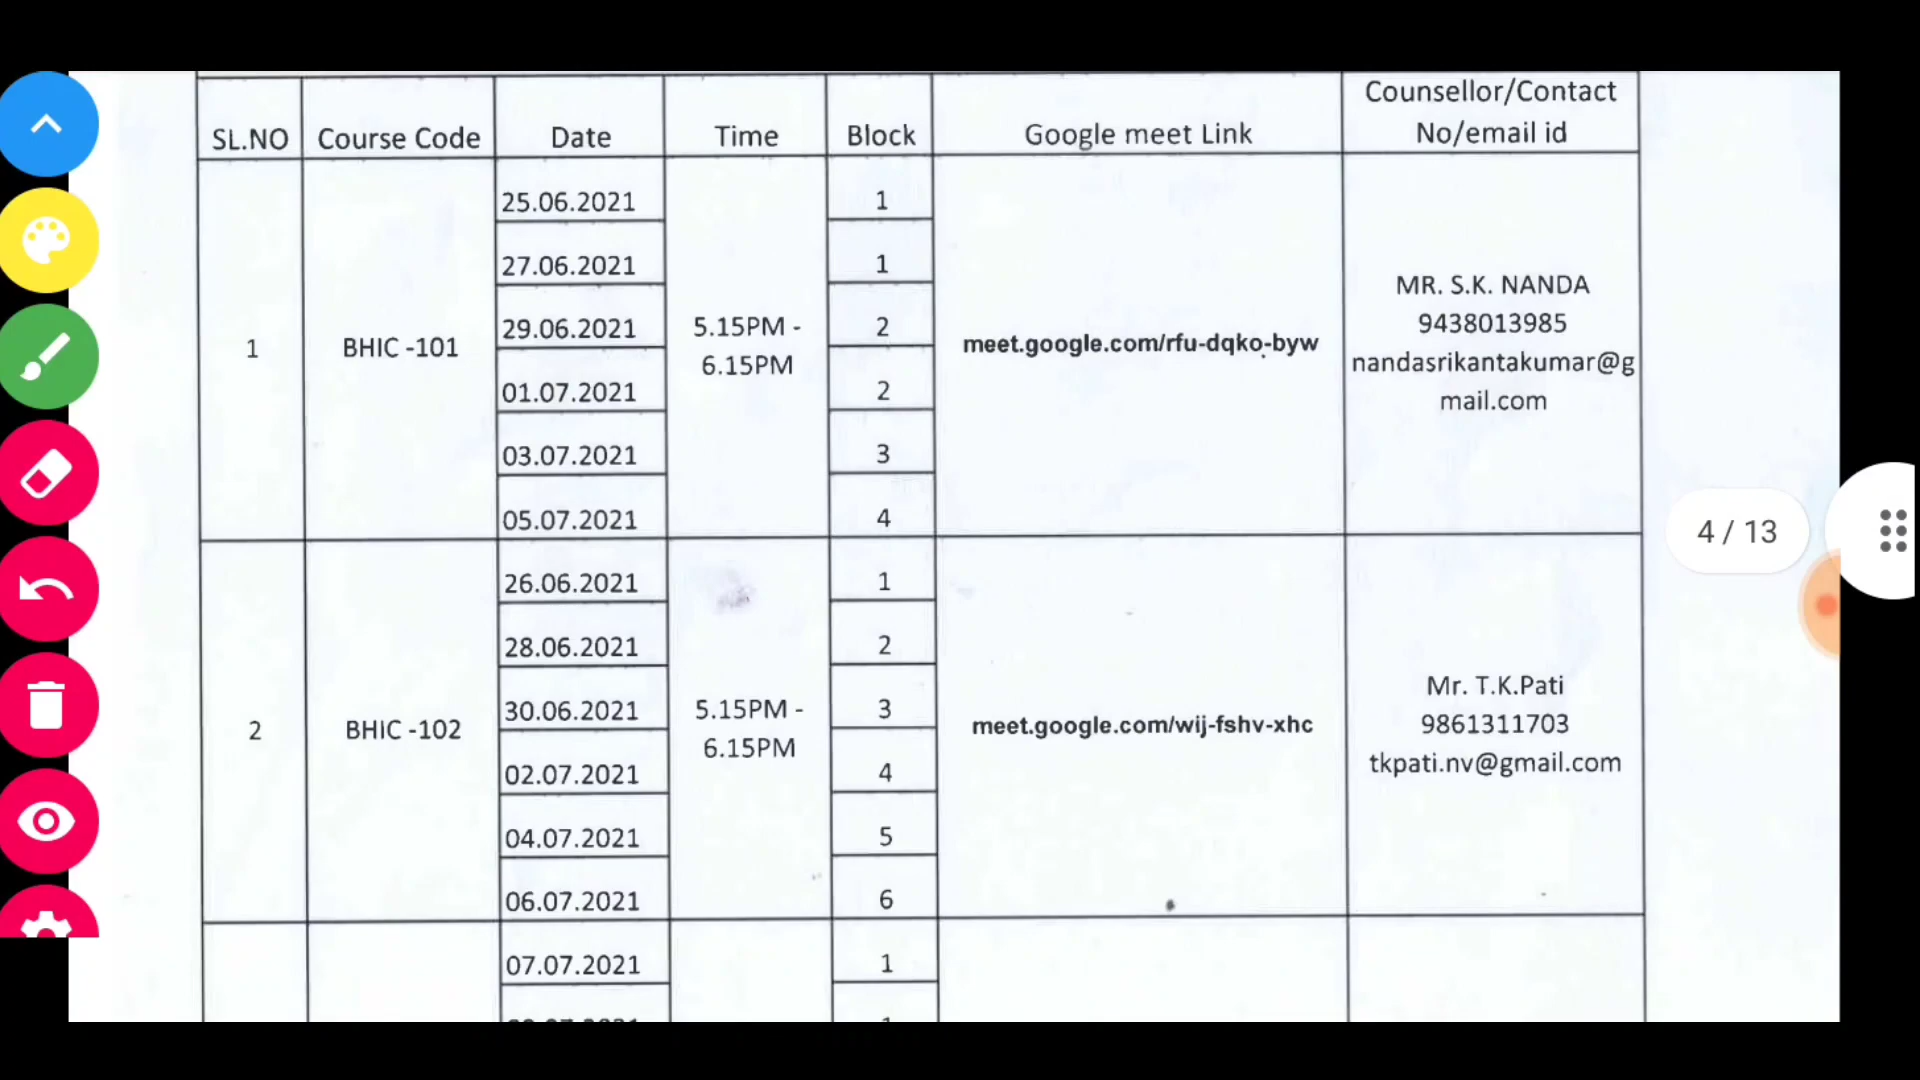 SL.NO Course Code Date Time Block Google meet Link Counsellor/Contact No/email id
25.06.2021 1
27.06.2021 1
29.06.2021 2
1 BHIC -101 5.15PM - 6.15PM meet.google.com/rfu-dqko-byw
MR. S.K. NANDA
9438013985
nandasrikantakumar@g
mail.com
01.07.2021 2
03.07.2021 3
05.07.2021 4
4 / 13
26.06.2021 1
28.06.2021 2
30.06.2021 3
2 BHIC -102 5.15PM - 6.15PM meet.google.com/wij-fshv-xhc
Mr. T.K.Pati
9861311703
tkpati.nv@gmail.com
02.07.2021 4
04.07.2021 5
06.07.2021 6
07.07.2021 1